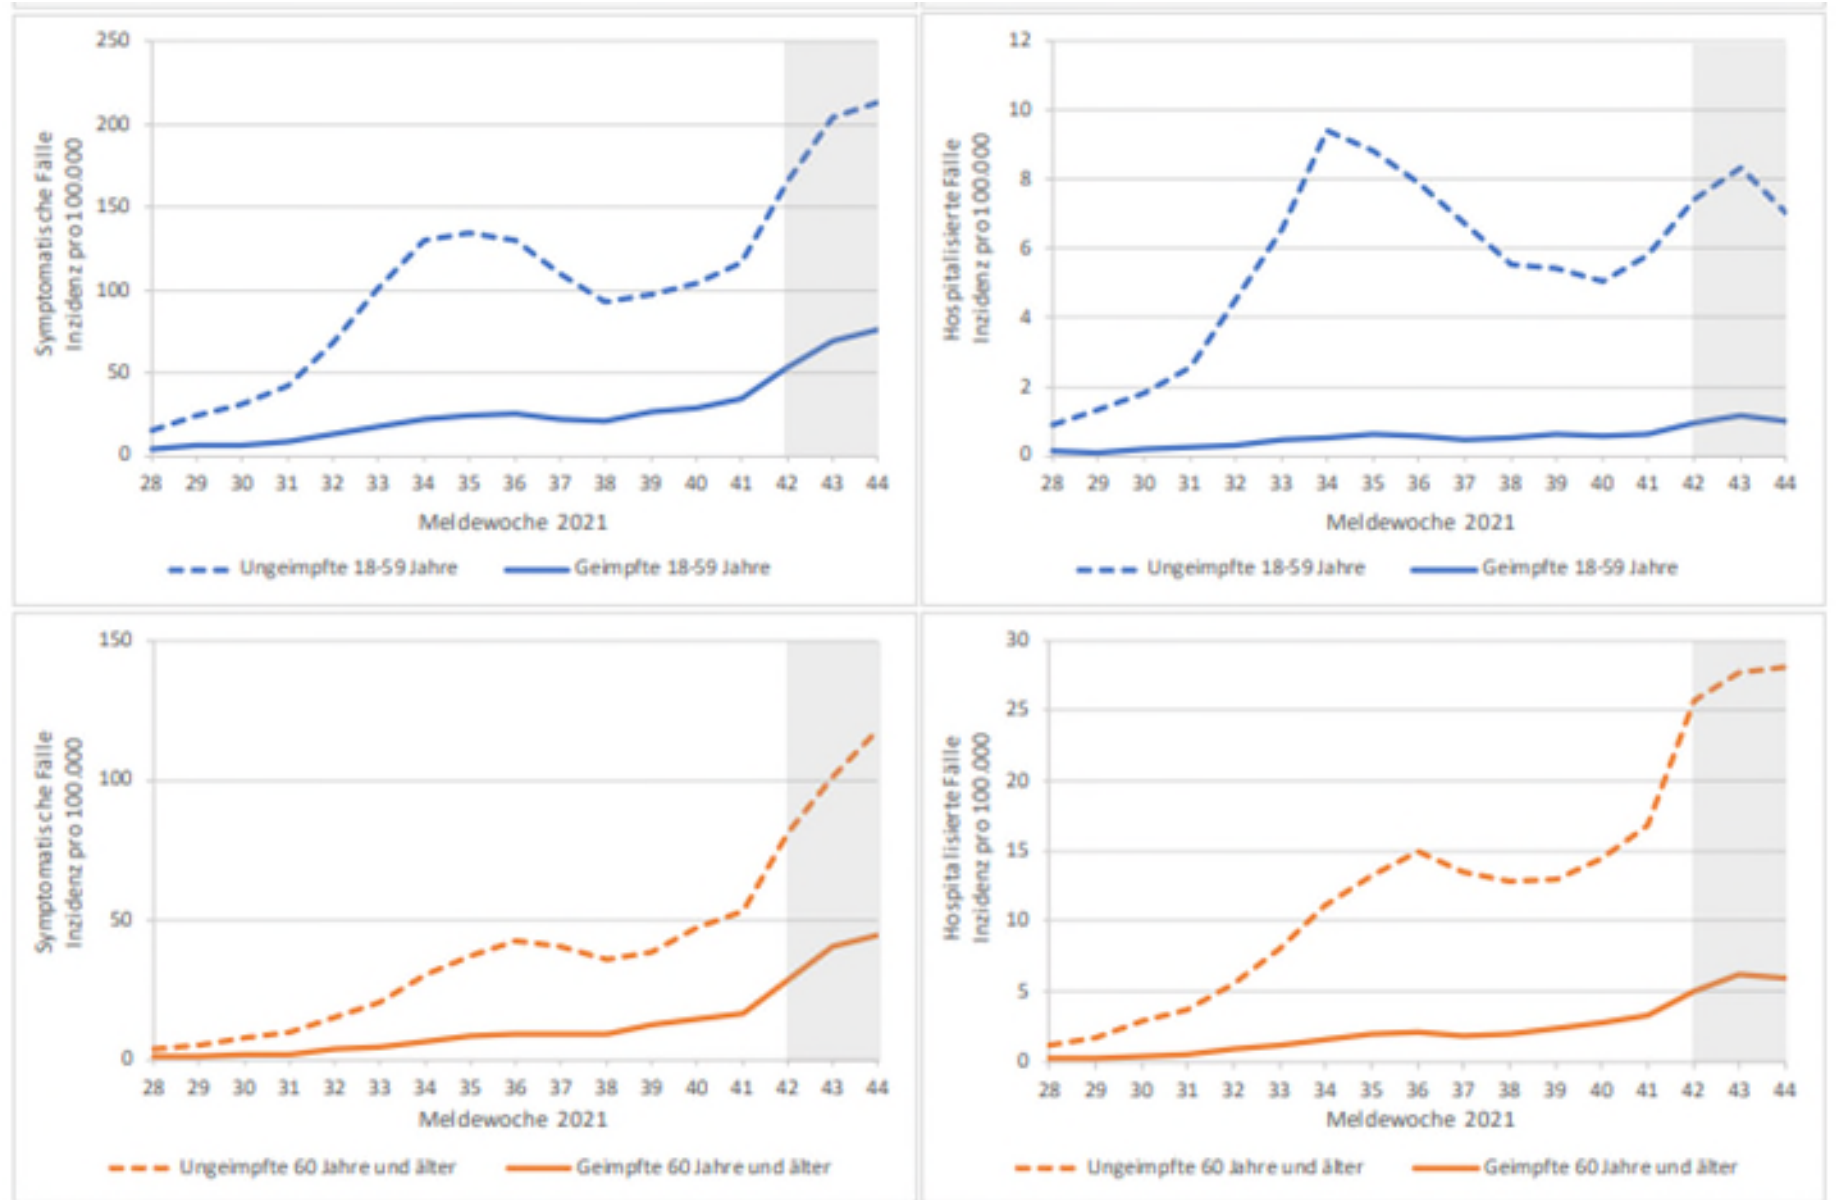 250
200
150
100
50
0
Symptomatische Fälle
Inzidenz pro 100.000
28 29 30 31 32 33 34 35 36 37 38 39 40 41 42 43 44
Meldewoche 2021
Ungeimpfte 18-59 Jahre Geimpfte 18-59 Jahre
12
10
8
6
4
2
0
Hospitalisierte Fälle
Inzidenz pro 100.000
28 29 30 31 32 33 34 35 36 37 38 39 40 41 42 43 44
Meldewoche 2021
Ungeimpfte 18-59 Jahre Geimpfte 18-59 Jahre
150
100
50
0
Symptomatische Fälle
Inzidenz pro 100.000
28 29 30 31 32 33 34 35 36 37 38 39 40 41 42 43 44
Meldewoche 2021
Ungeimpfte 60 Jahre und älter Geimpfte 60 Jahre und älter
30
25
20
15
10
5
0
Hospitalisierte Fälle
Inzidenz pro 100.000
28 29 30 31 32 33 34 35 36 37 38 39 40 41 42 43 44
Meldewoche 2021
Ungeimpfte 60 Jahre und älter Geimpfte 60 Jahre und älter